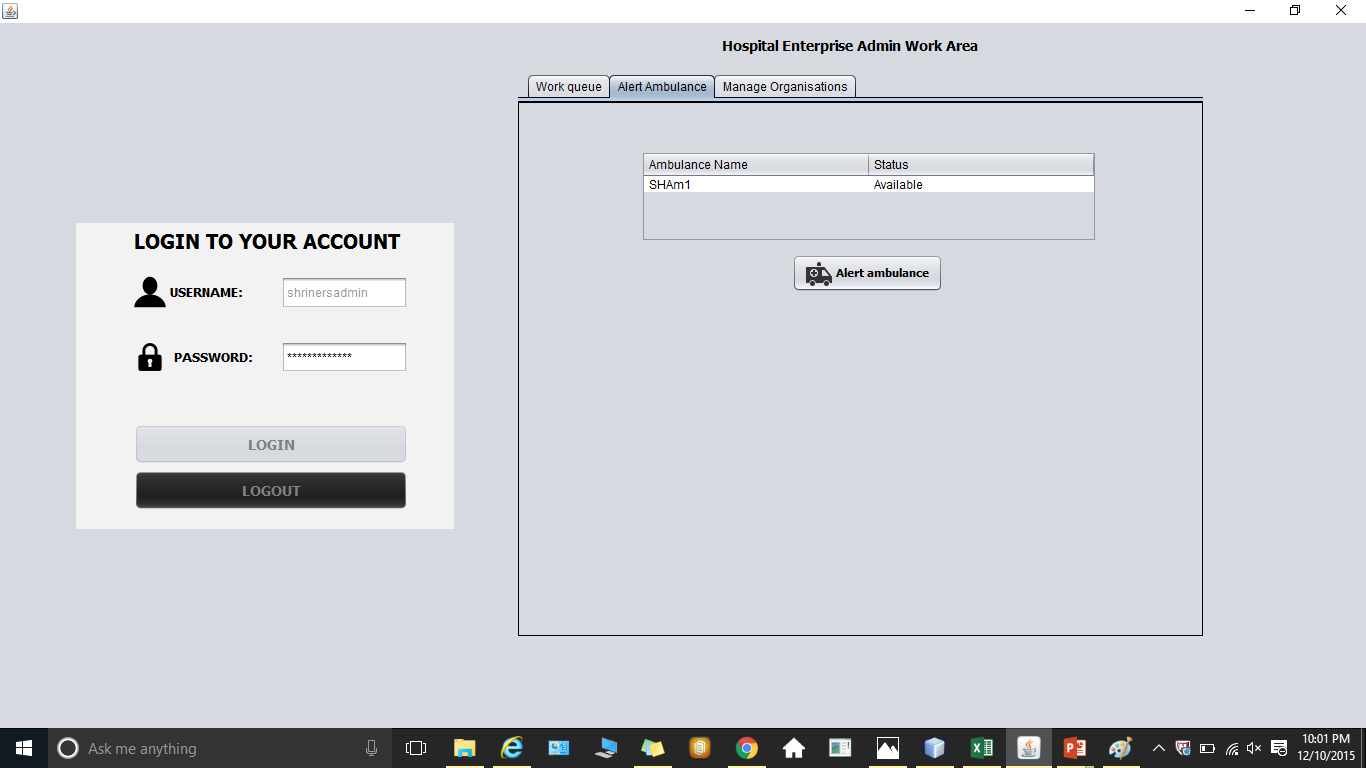 Hospital Enterprise Admin Work Area
Work queue Alert Ambulance Manage Organisations
Ambulance Name Status
SHAm1 Available
Alert ambulance
LOGIN TO YOUR ACCOUNT
USERNAME: shrinersadmin
PASSWORD: *************
LOGIN
LOGOUT
Ask me anything
10:01 PM
12/10/2015